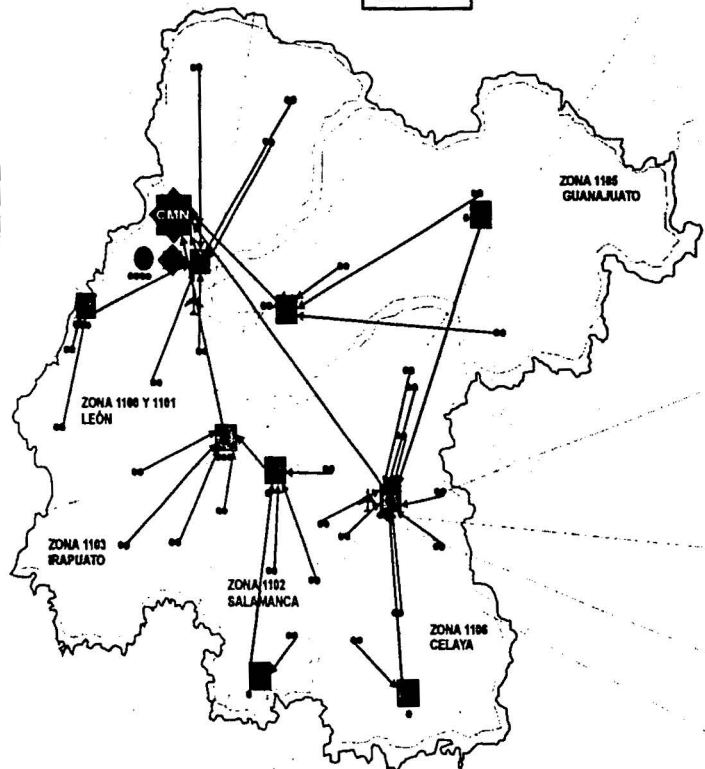 ZONA 1105
GUANAJUATO
CMN
ZONA 1100 Y 1101
LEÓN
ZONA 1103
IRAPUATO
ZONA 1102
SALAMANCA
ZONA 1106
CELAYA